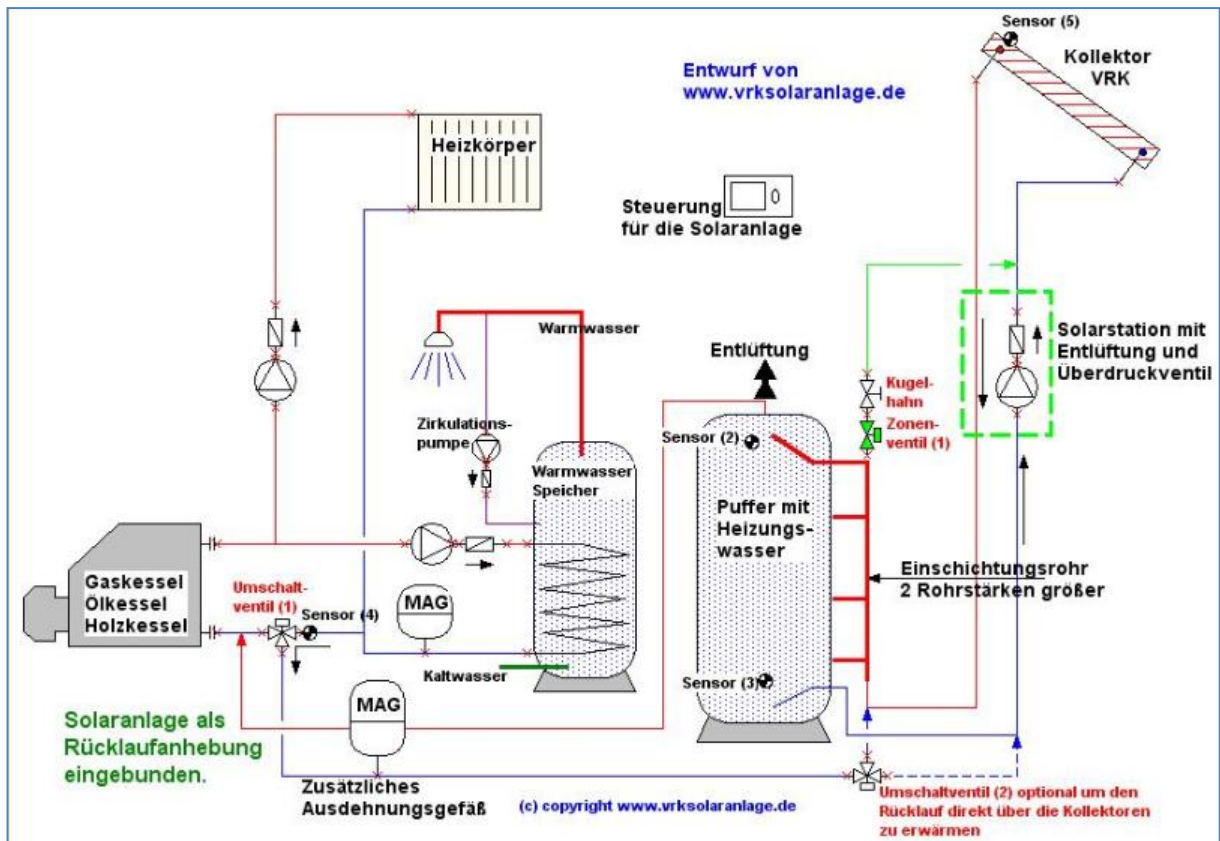 Sensor (5)
Kollektor
VRK
Entwurf von
www.vrksolaranlage.de
Heizkörper
Steuerung
für die Solaranlage
Warmwasser
Entlüftung
Solarstation mit
Entlüftung und
Überdruckventil
Kugel-
hahn
Zonen-
ventil (1)
Zirkulations-
pumpe
Sensor (2)
Warmwasser
Speicher
Puffer mit
Heizungs-
wasser
Einschichtungsrohr
2 Rohrstärken größer
Gaskessel
Ölkessel
Holzkessel
Umschalt-
ventil (1)
Sensor (4)
MAG
Kaltwasser
Sensor (3)
MAG
Solaranlage als
Rücklaufanhebung
eingebunden.
Zusätzliches
Ausdehnungsgefäß
(c) copyright www.vrksolaranlage.de
Umschaltventil (2) optional um den
Rücklauf direkt über die Kollektoren
zu erwärmen